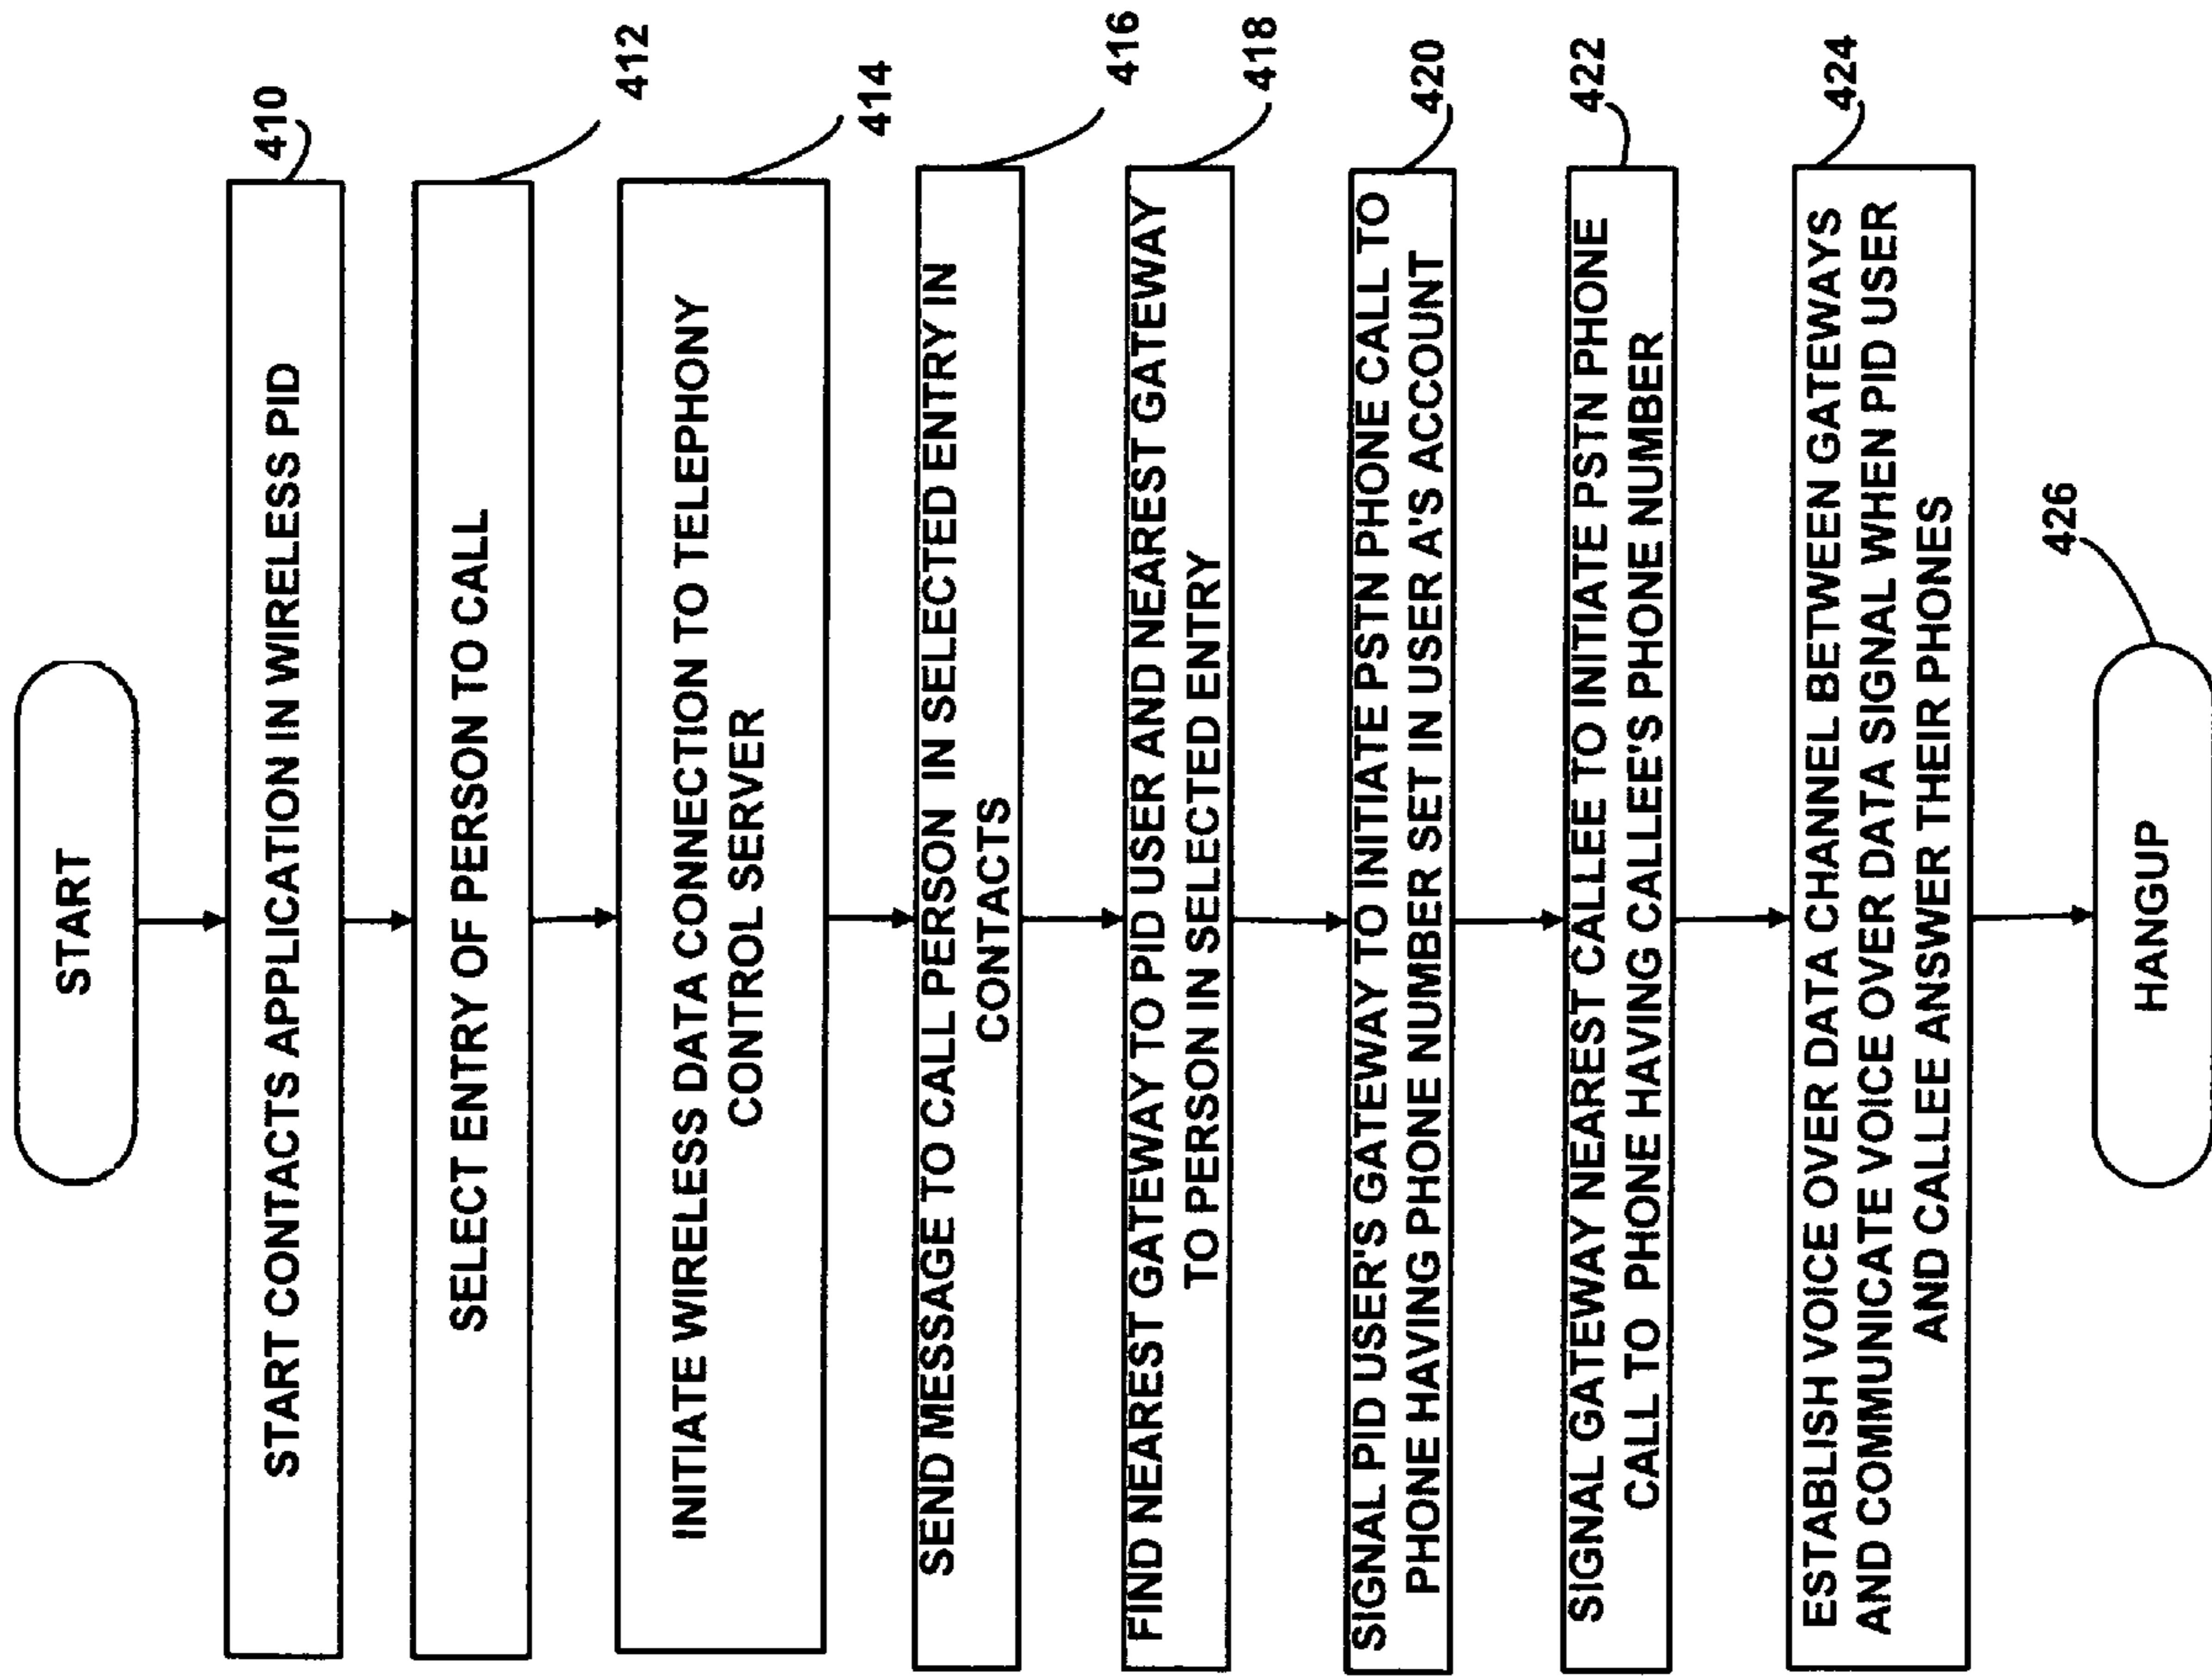 START
410
START CONTACTS APPLICATION IN WIRELESS PID
412
SELECT ENTRY OF PERSON TO CALL
414
INITIATE WIRELESS DATA CONNECTION TO TELEPHONY
CONTROL SERVER
416
SEND MESSAGE TO CALL PERSON IN SELECTED ENTRY IN
CONTACTS
418
FIND NEAREST GATEWAY TO PID USER AND NEAREST GATEWAY
TO PERSON IN SELECTED ENTRY
420
SIGNAL PID USER'S GATEWAY TO INITIATE PSTN PHONE CALL TO
PHONE HAVING PHONE NUMBER SET IN USER A'S ACCOUNT
422
SIGNAL GATEWAY NEAREST CALLEE TO INITIATE PSTN PHONE
CALL TO PHONE HAVING CALLEE'S PHONE NUMBER
424
ESTABLISH VOICE OVER DATA CHANNEL BETWEEN GATEWAYS
AND COMMUNICATE VOICE OVER DATA SIGNAL WHEN PID USER
AND CALLEE ANSWER THEIR PHONES
426
HANGUP